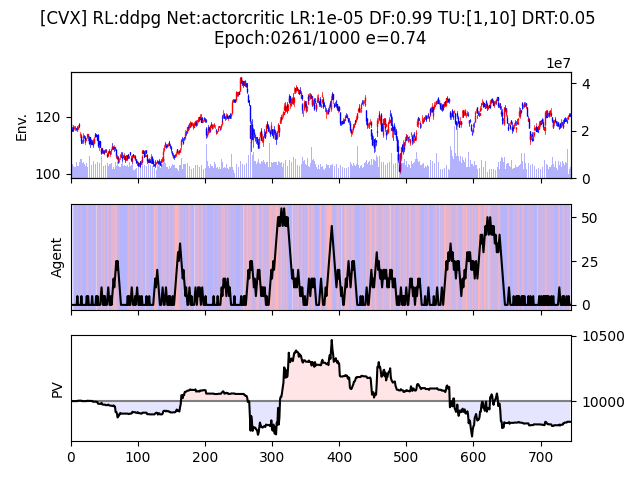 [CVX] RL:ddpg Net:actorcritic LR:1e-05 DF:0.99 TU:[1,10] DRT:0.05
Epoch:0261/1000 e=0.74
1e7
Env.
120
100
4
2
0
Agent
50
25
0
PV
10500
10000
0 100 200 300 400 500 600 700